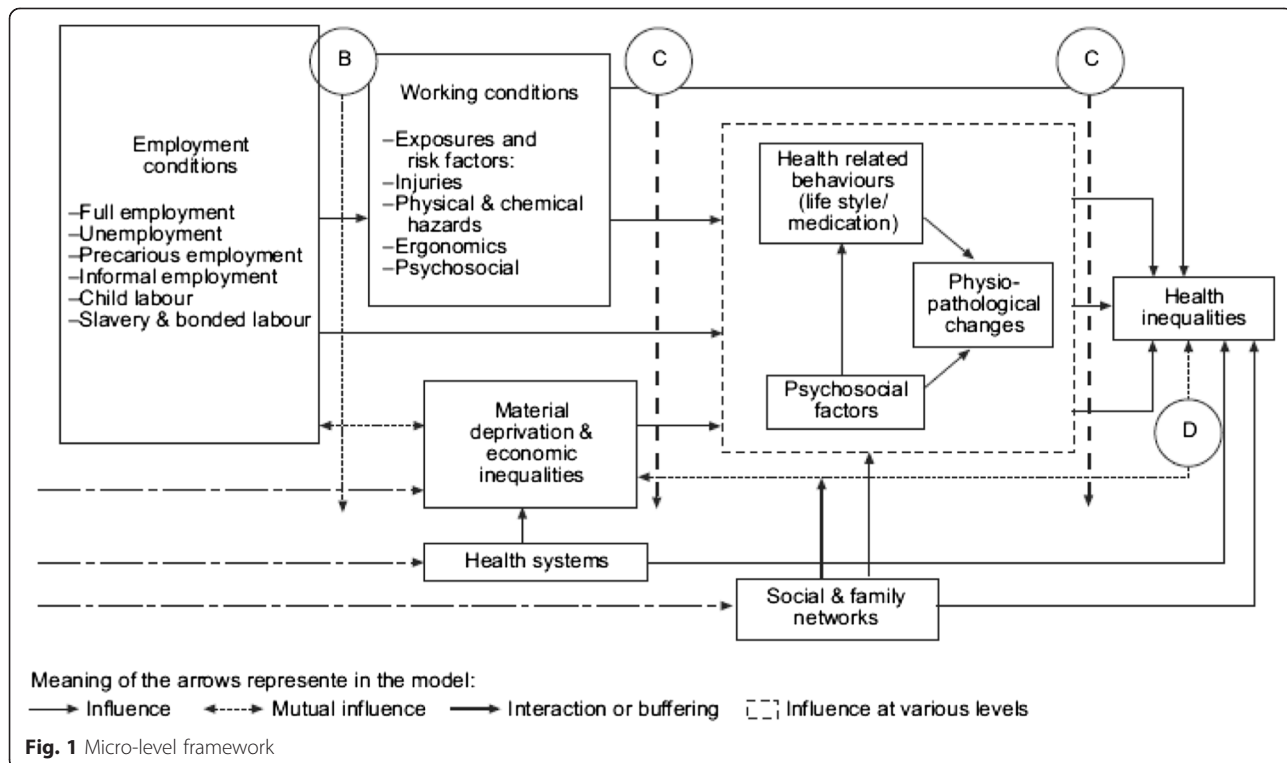 B
C
C
Employment
conditions
–Full employment
–Unemployment
–Precarious employment
–Informal employment
–Child labour
–Slavery & bonded labour
Working conditions
–Exposures and
risk factors:
–Injuries
–Physical & chemical
hazards
–Ergonomics
–Psychosocial
Health related
behaviours
(life style/
medication)
Physio-
pathological
changes
Psychosocial
factors
Health
inequalities
D
Material
deprivation &
economic
inequalities
Health systems
Social & family
networks
Meaning of the arrows represente in the model:
Influence
Mutual influence
Interaction or buffering
Influence at various levels
Fig. 1 Micro-level framework